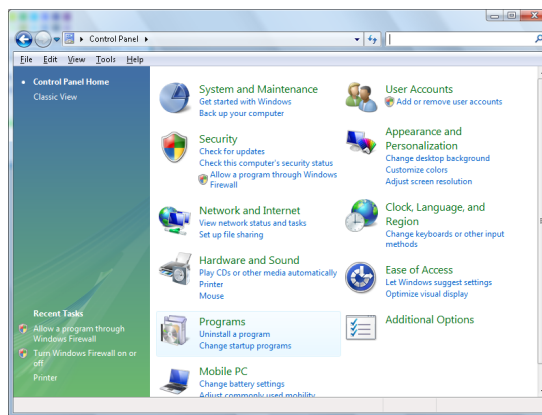 Control Panel
File Edit View Tools Help
Control Panel Home
Classic View
Recent Tasks
Allow a program through
Windows Firewall
Turn Windows Firewall on or
off
Printer
System and Maintenance
Get started with Windows
Back up your computer
Security
Check for updates
Check this computer's security status
Allow a program through Windows
Firewall
Network and Internet
View network status and tasks
Set up file sharing
Hardware and Sound
Play CDs or other media automatically
Printer
Mouse
Programs
Uninstall a program
Change startup programs
Mobile PC
Change battery settings
Adjust commonly used mobility
User Accounts
Add or remove user accounts
Appearance and
Personalization
Change desktop background
Customize colors
Adjust screen resolution
Clock, Language, and
Region
Change keyboards or other input
methods
Ease of Access
Let Windows suggest settings
Optimize visual display
Additional Options